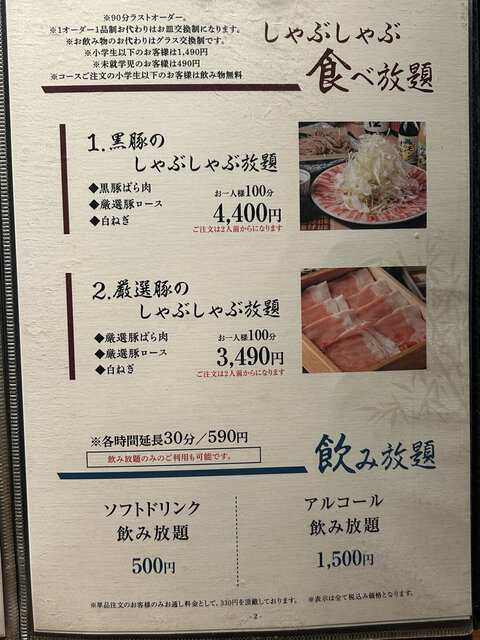 ※90分ラストオーダー。
※1オーダー1品制お代わりはお皿交換制になります。
※お飲み物のお代わりはグラス交換制です。
※小学生以下のお客様は1,490円
※未就学児のお客様は490円
※コースご注文の小学生以下のお客様は飲み物無料
しゃぶしゃぶ
食べ放題
1.黒豚の
しゃぶしゃぶ放題
◆黒豚ばら肉
◆厳選豚ロース
◆白ねぎ
お一人様100分
4,400円
ご注文は2人前からになります
2.厳選豚の
しゃぶしゃぶ放題
◆厳選豚ばら肉
◆厳選豚ロース
◆白ねぎ
お一人様100分
3,490円
ご注文は2人前からになります
※各時間延長30分／590円
飲み放題のみのご利用も可能です。
飲み放題
ソフトドリンク
飲み放題
500円
アルコール
飲み放題
1,500円
※単品注文のお客様のみお通し料金として、330円を頂戴しております。
※表示は全て税込み価格となります。
- 2 -